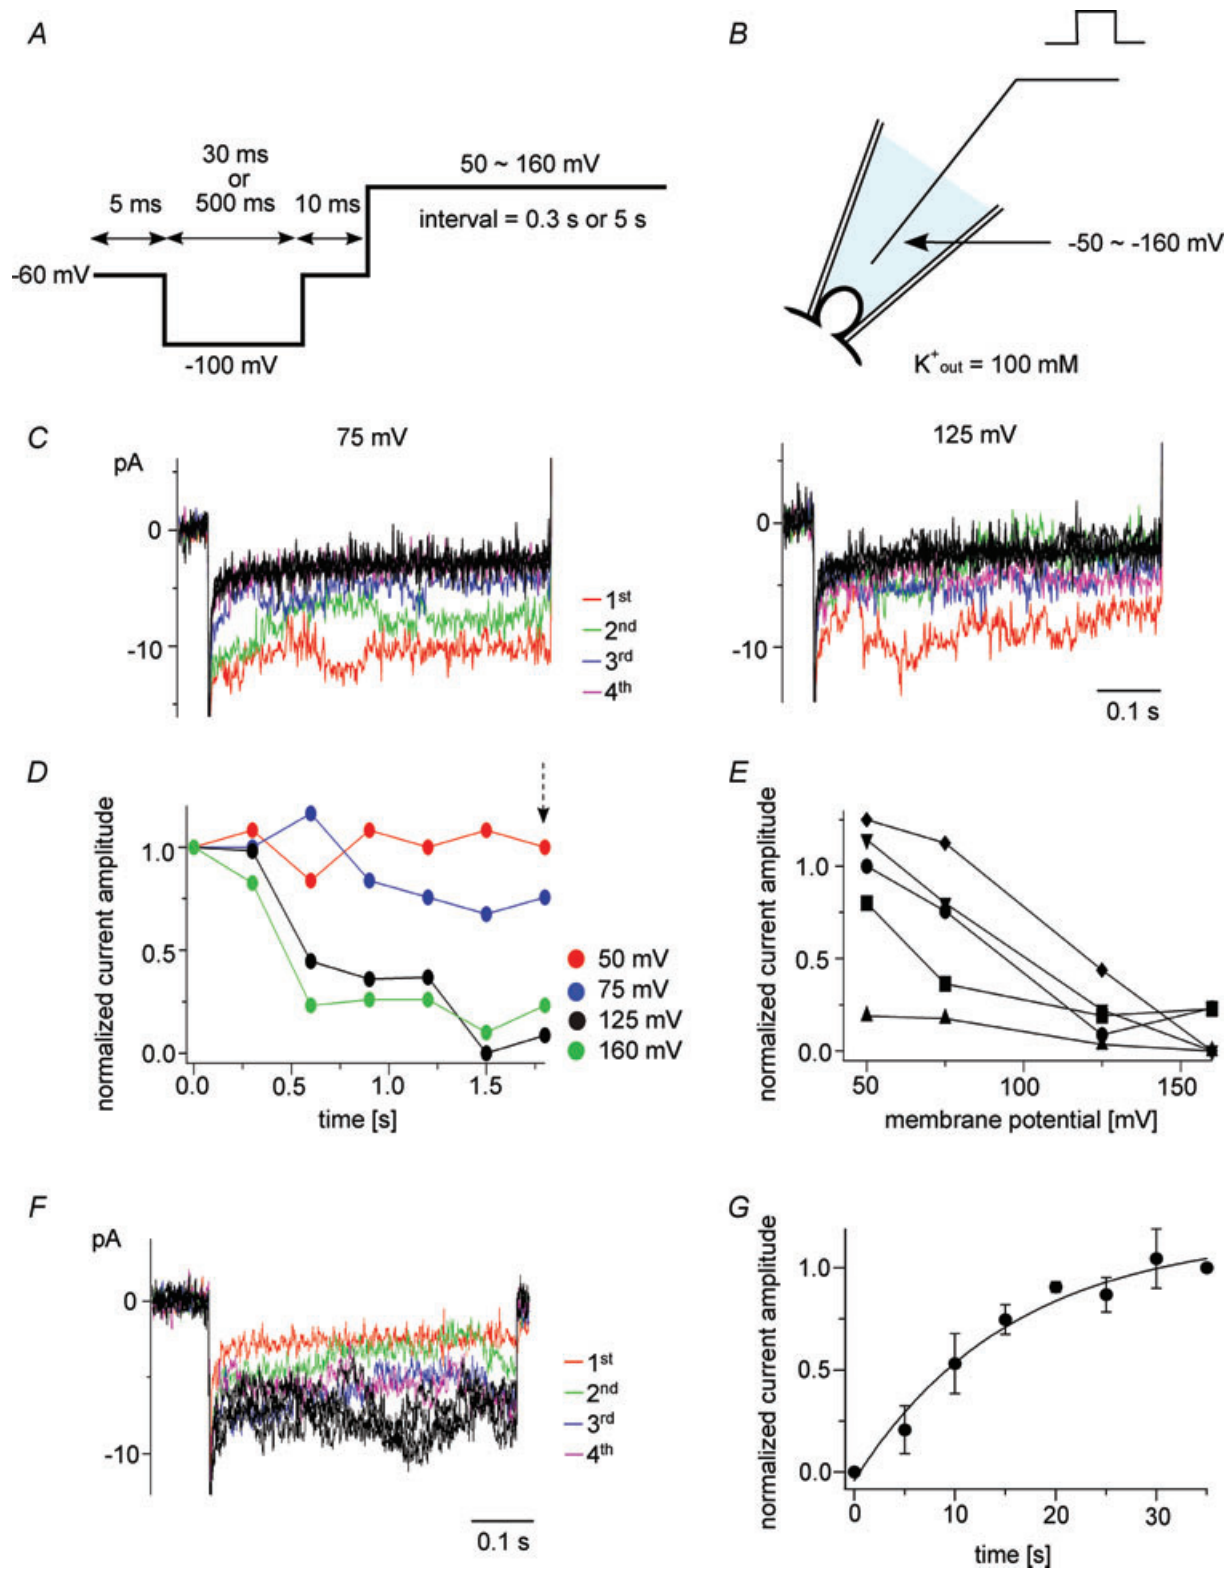 A
30 ms
or
500 ms
5 ms
10 ms
50 ~ 160 mV
interval = 0.3 s or 5 s
-60 mV
-100 mV
B
-50 ~ -160 mV
K⁺out = 100 mM
C
75 mV
pA
0
-10
1st
2nd
3rd
4th
125 mV
0
-10
0.1 s
D
normalized current amplitude
1.0
0.5
0.0
0.0 0.5 1.0 1.5
time [s]
50 mV
75 mV
125 mV
160 mV
E
normalized current amplitude
1.0
0.5
0.0
50 100 150
membrane potential [mV]
F
pA
0
-10
1st
2nd
3rd
4th
0.1 s
G
normalized current amplitude
1.0
0.5
0.0
0 10 20 30
time [s]